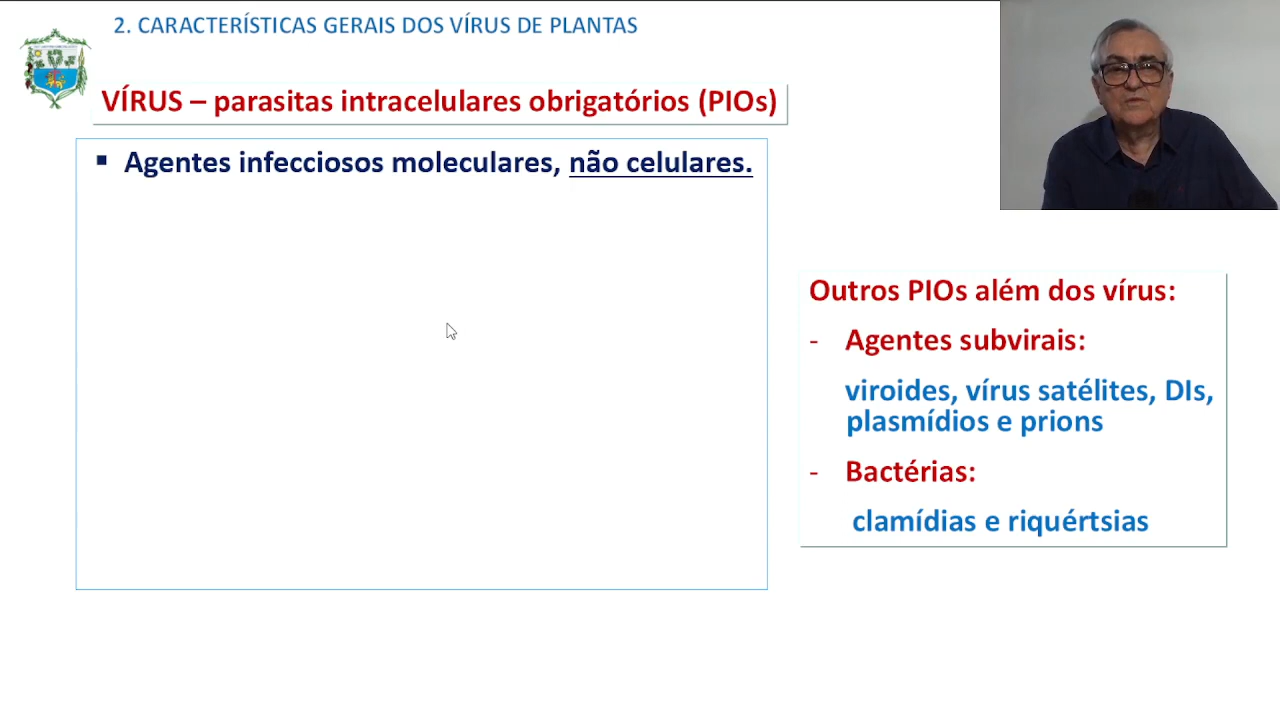 2. CARACTERÍSTICAS GERAIS DOS VÍRUS DE PLANTAS
VÍRUS – parasitas intracelulares obrigatórios (PIOs)
▪ Agentes infecciosos moleculares, não celulares.
Outros PIOs além dos vírus:
- Agentes subvirais:
viroides, vírus satélites, DIs,
plasmídios e prions
- Bactérias:
clamídias e riquértsias